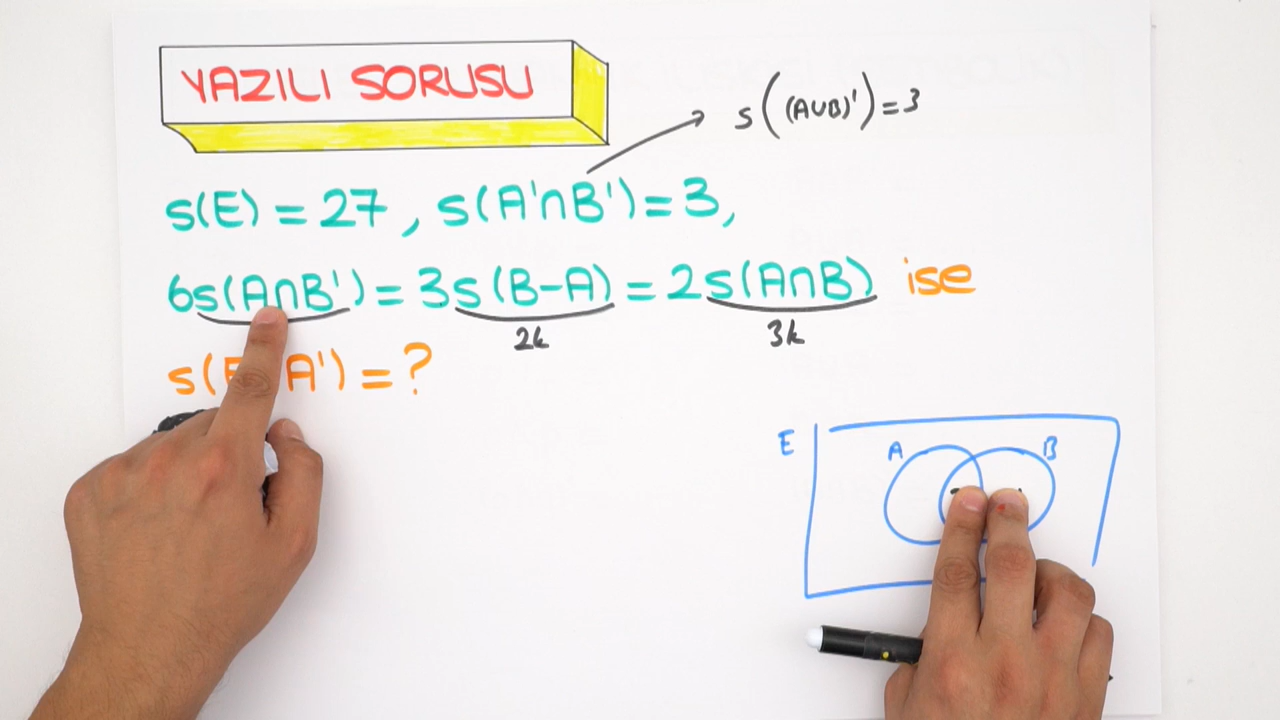 YAZILI SORUSU
s((A∪B)') = 3
s(E) = 27, s(A'∩B') = 3,
6s(A∩B') = 3s(B-A) = 2s(A∩B) ise
2k 3k
s( A') = ?
E A B